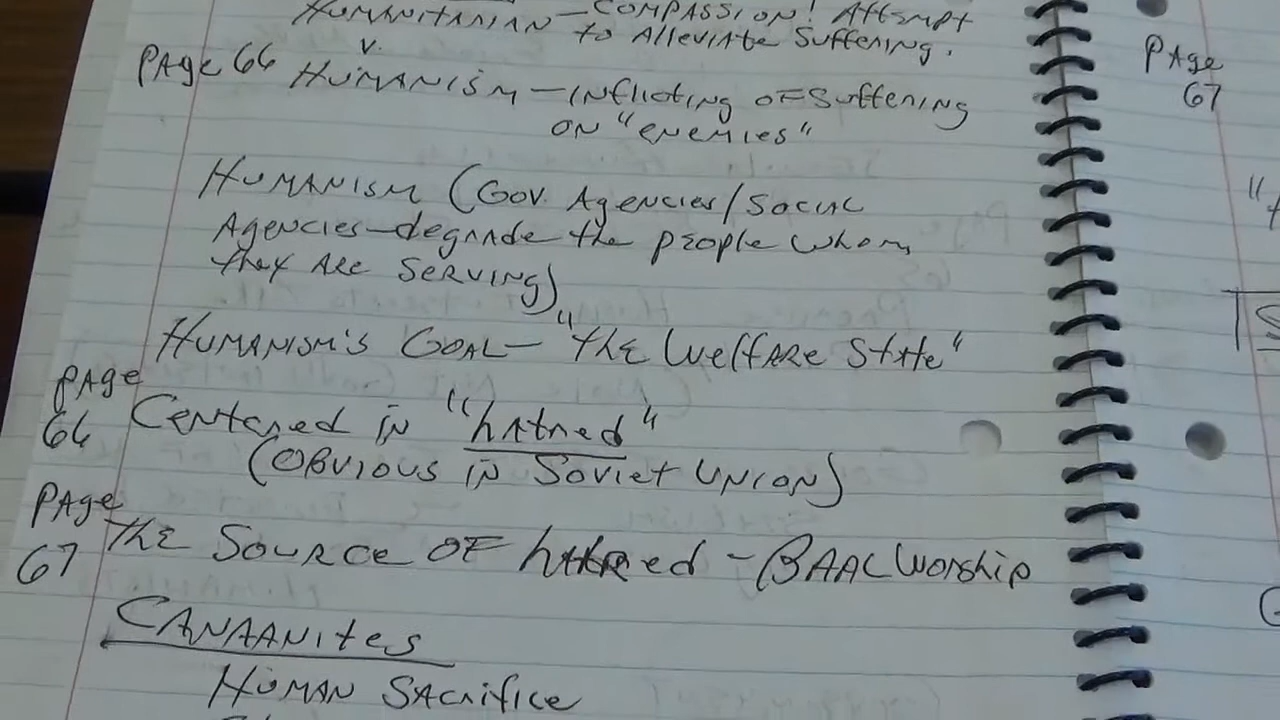 HUMANITARIAN – COMPASSION! Attempt
to Alleviate Suffering.
v.
PAge 66 HUMANISM – INflicting OF Suffering
ON "enemies"
HUMANISM (Gov. Agencies/Social
Agencies – degrade the people whom
they ARE SERVING)
HUMANISM'S GOAL – "the Welfare State"
PAge
66 Centered in "hatred"
(OBVIOUS IN Soviet UNION)
PAge
67 the SOURCE OF hatred – BAAL Worship
CANAANites
HUMAN SACrifice
PAge
67